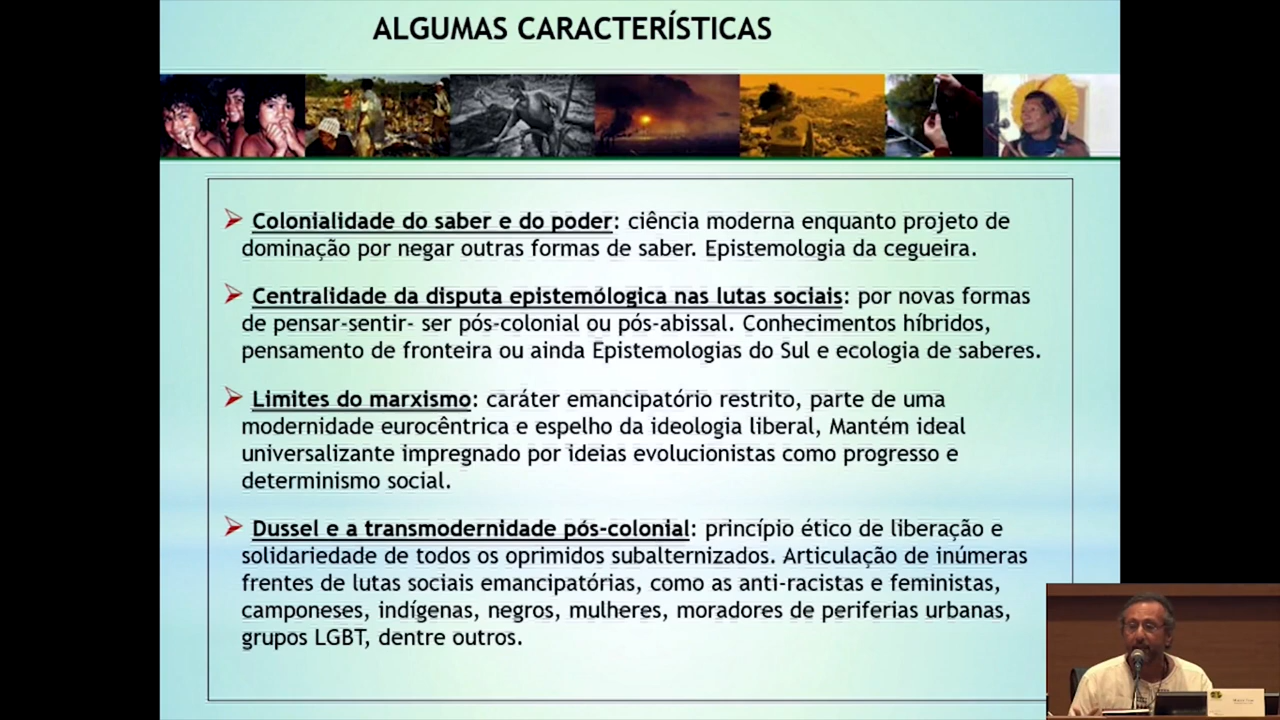 ALGUMAS CARACTERÍSTICAS
Colonialidade do saber e do poder: ciência moderna enquanto projeto de
dominação por negar outras formas de saber. Epistemologia da cegueira.
Centralidade da disputa epistemólogica nas lutas sociais: por novas formas
de pensar-sentir- ser pós-colonial ou pós-abissal. Conhecimentos híbridos,
pensamento de fronteira ou ainda Epistemologias do Sul e ecologia de saberes.
Limites do marxismo: caráter emancipatório restrito, parte de uma
modernidade eurocêntrica e espelho da ideologia liberal, Mantém ideal
universalizante impregnado por ideias evolucionistas como progresso e
determinismo social.
Dussel e a transmodernidade pós-colonial: princípio ético de liberação e
solidariedade de todos os oprimidos subalternizados. Articulação de inúmeras
frentes de lutas sociais emancipatórias, como as anti-racistas e feministas,
camponeses, indígenas, negros, mulheres, moradores de periferias urbanas,
grupos LGBT, dentre outros.